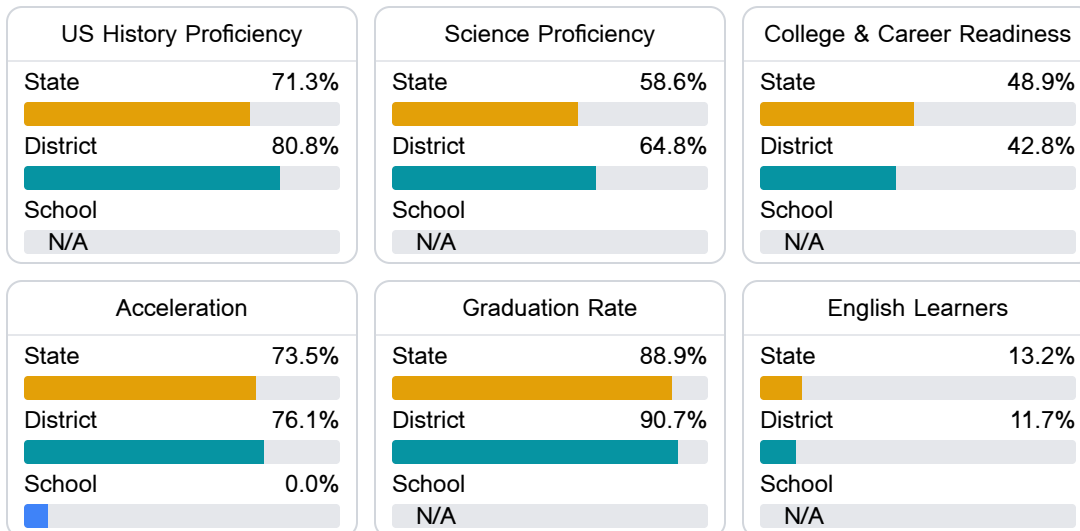 US History Proficiency
State 71.3%
District 80.8%
School
N/A
Science Proficiency
State 58.6%
District 64.8%
School
N/A
College & Career Readiness
State 48.9%
District 42.8%
School
N/A
Acceleration
State 73.5%
District 76.1%
School 0.0%
Graduation Rate
State 88.9%
District 90.7%
School
N/A
English Learners
State 13.2%
District 11.7%
School
N/A